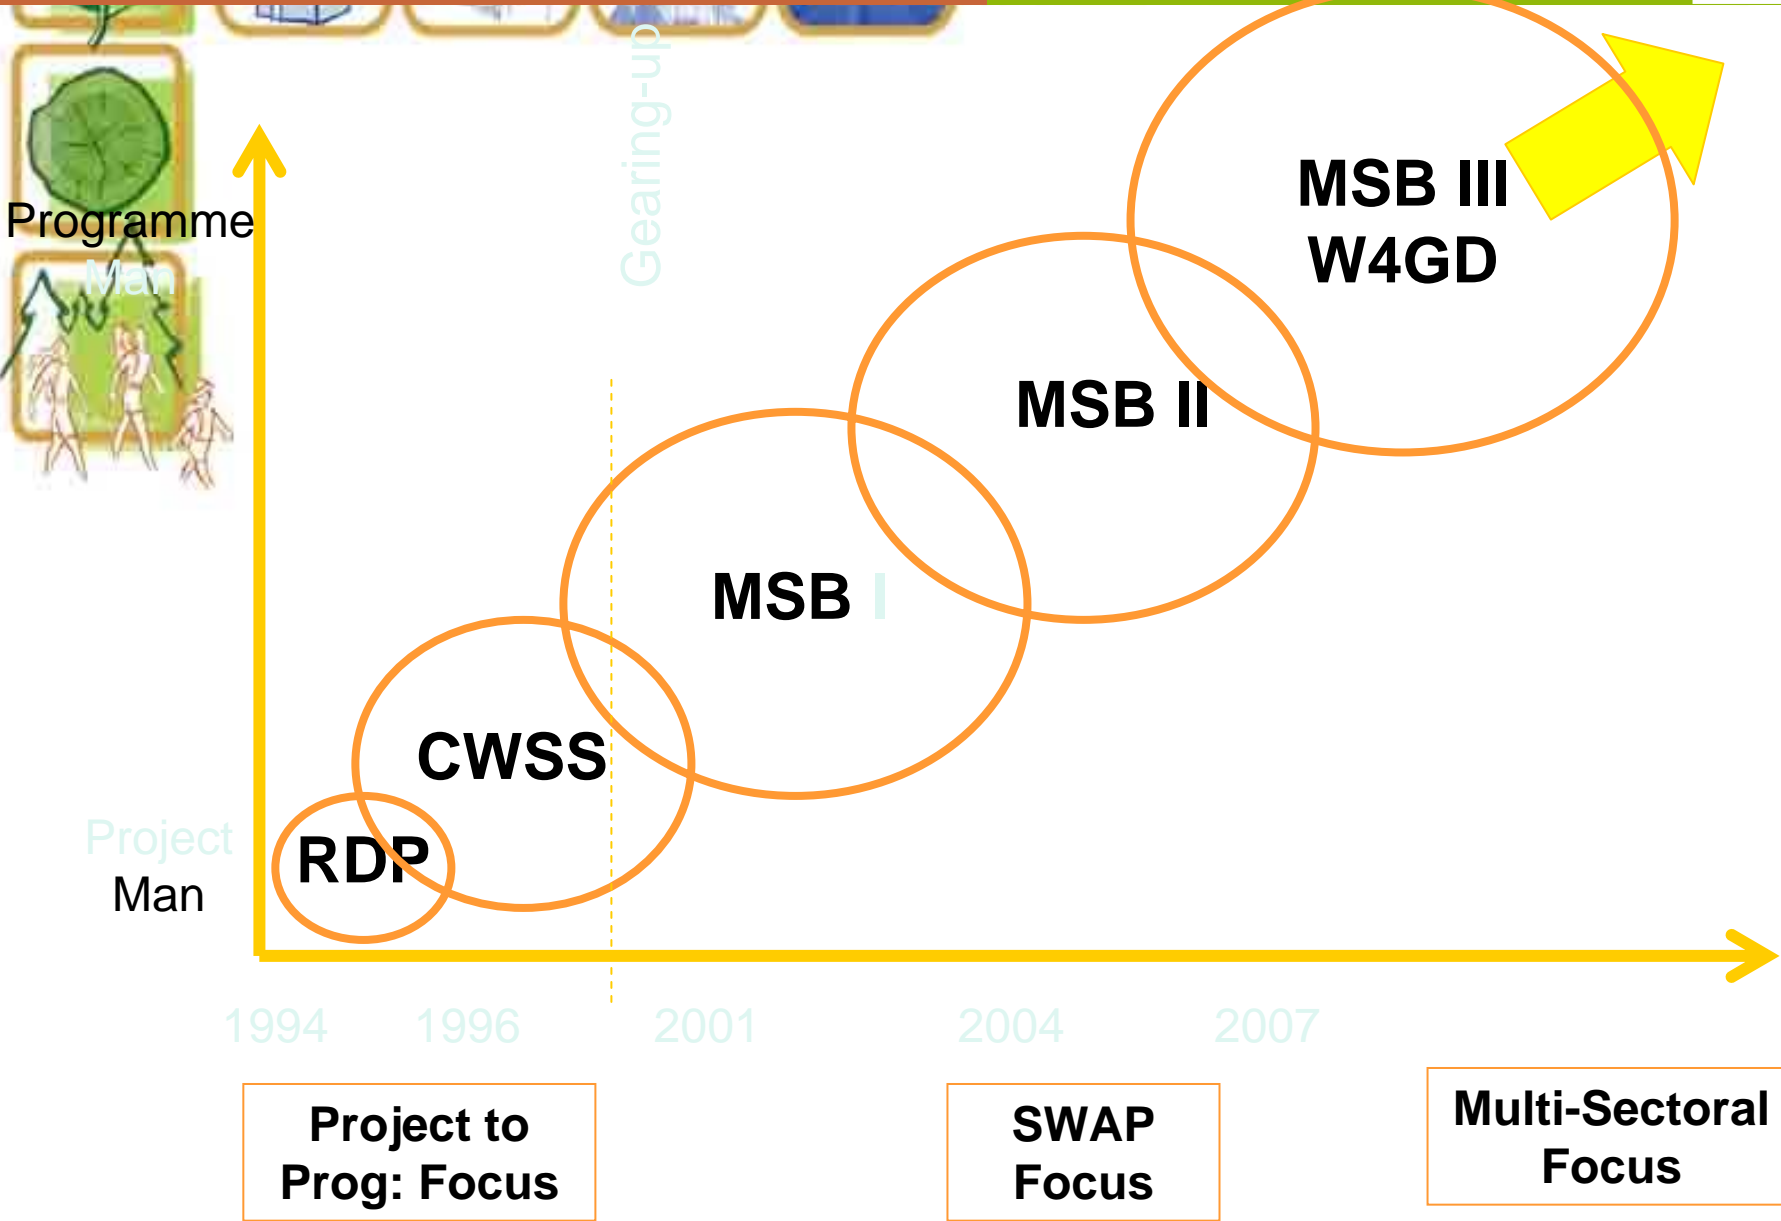 Gearing-up
Programme
Man
MSB III
W4GD
MSB II
MSB I
CWSS
RDP
Project
Man
1994 1996 2001 2004 2007
Project to
Prog: Focus
SWAP
Focus
Multi-Sectoral
Focus